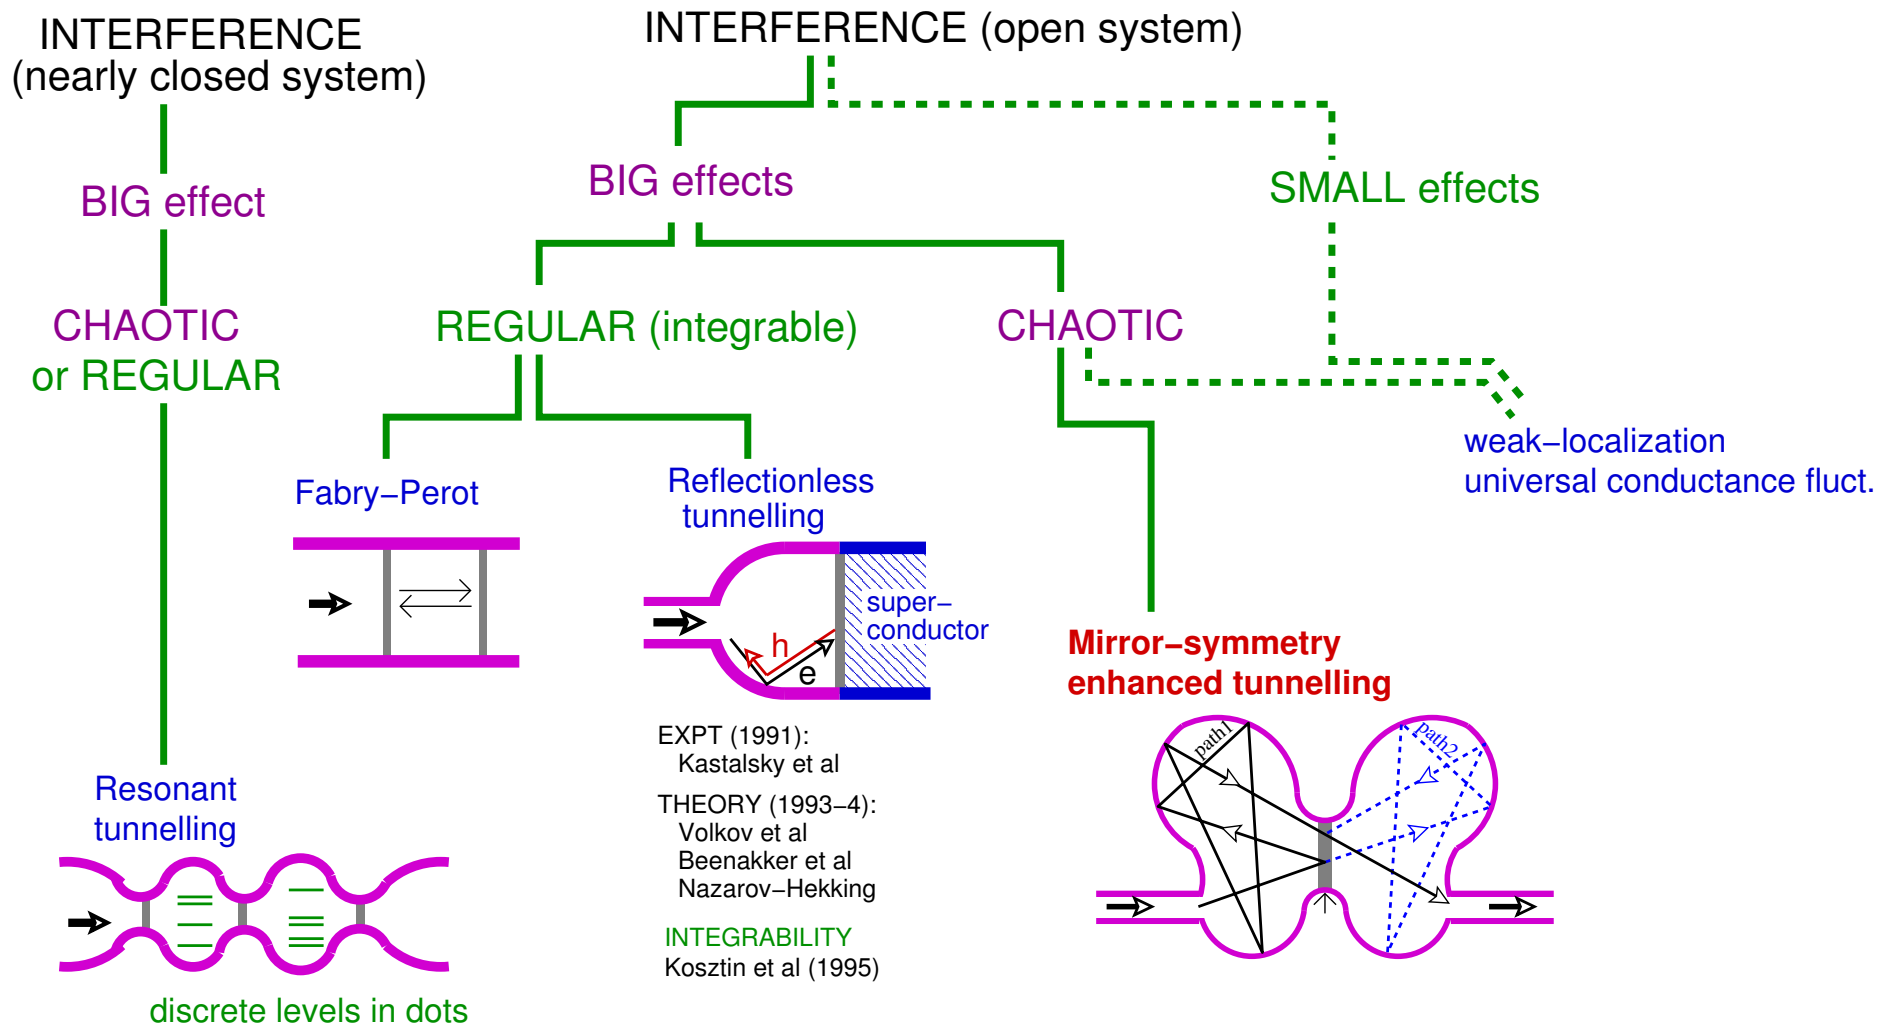 INTERFERENCE
(nearly closed system)
BIG effect
CHAOTIC
or REGULAR
Resonant
tunnelling
discrete levels in dots
INTERFERENCE (open system)
BIG effects
REGULAR (integrable)
Fabry−Perot
Reflectionless
tunnelling
super−
conductor
h
e
EXPT (1991):
Kastalsky et al
THEORY (1993−4):
Volkov et al
Beenakker et al
Nazarov−Hekking
INTEGRABILITY
Kosztin et al (1995)
CHAOTIC
Mirror−symmetry
enhanced tunnelling
path1
path2
SMALL effects
weak−localization
universal conductance fluct.